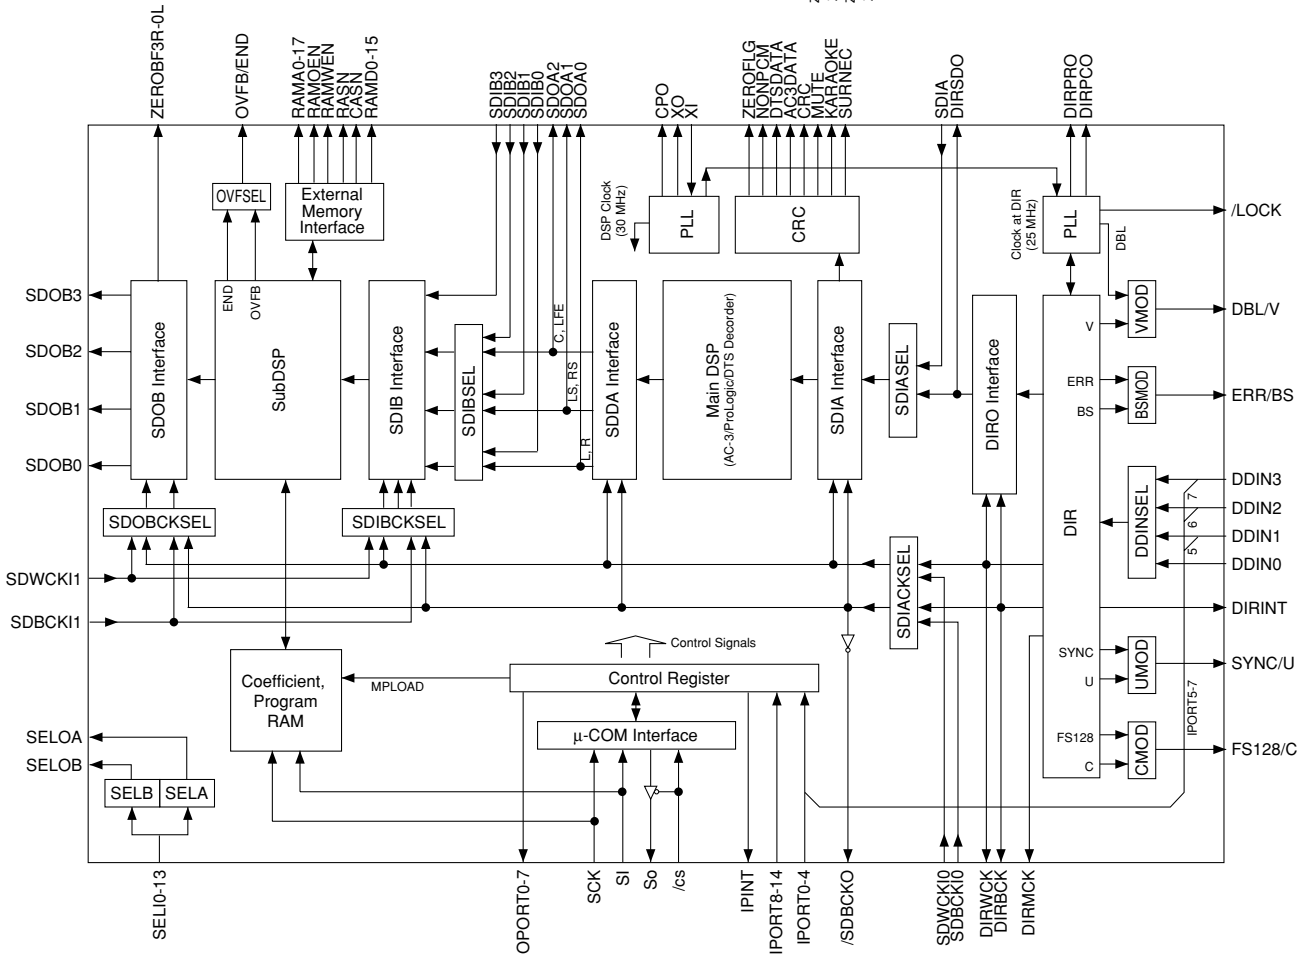 ZEROBF3R-0L
OVFB/END
RAMA0-17
RAMOEN
RAMWEN
RASN
CASN
RAMD0-15
SDIB3
SDIB2
SDIB1
SDIB0
SDOA2
SDOA1
SDOA0
CPO
XO
XI
ZEROFLG
NONPCM
DTSDATA
AC3DATA
CRC
MUTE
KARAOKE
SURNEC
SDIA
DIRSDO
DIRPRO
DIRPCO
OVFSEL
External
Memory
Interface
DSP Clock
(30 MHz)
PLL
CRC
Clock at DIR
(25 MHz)
PLL
DBL
/LOCK
SDOB3
SDOB2
SDOB1
SDOB0
SDOB Interface
END
OVFB
SubDSP
SDIB Interface
SDIBSEL
C, LFE
LS, RS
L, R
SDDA Interface
Main DSP
(AC-3/ProLogic/DTS Decorder)
SDIA Interface
SDIASEL
DIRO Interface
DIR
V
VMOD
DBL/V
ERR
BS
BSMOD
ERR/BS
DDINSEL
DDIN3
DDIN2
DDIN1
DDIN0
7
6
5
SDOBCKSEL
SDIBCKSEL
SDIACKSEL
SDWCKI1
SDBCKI1
DIRINT
Control Signals
Coefficient,
Program
RAM
MPLOAD
Control Register
µ-COM Interface
SYNC
U
UMOD
SYNC/U
IPORT5-7
FS128
C
CMOD
FS128/C
SELOA
SELOB
SELB
SELA
SELI0-13
OPORT0-7
SCK
SI
So
/cs
IPINT
IPORT8-14
IPORT0-4
/SDBCKO
SDWCKI0
SDBCKI0
DIRWCK
DIRBCK
DIRMCK